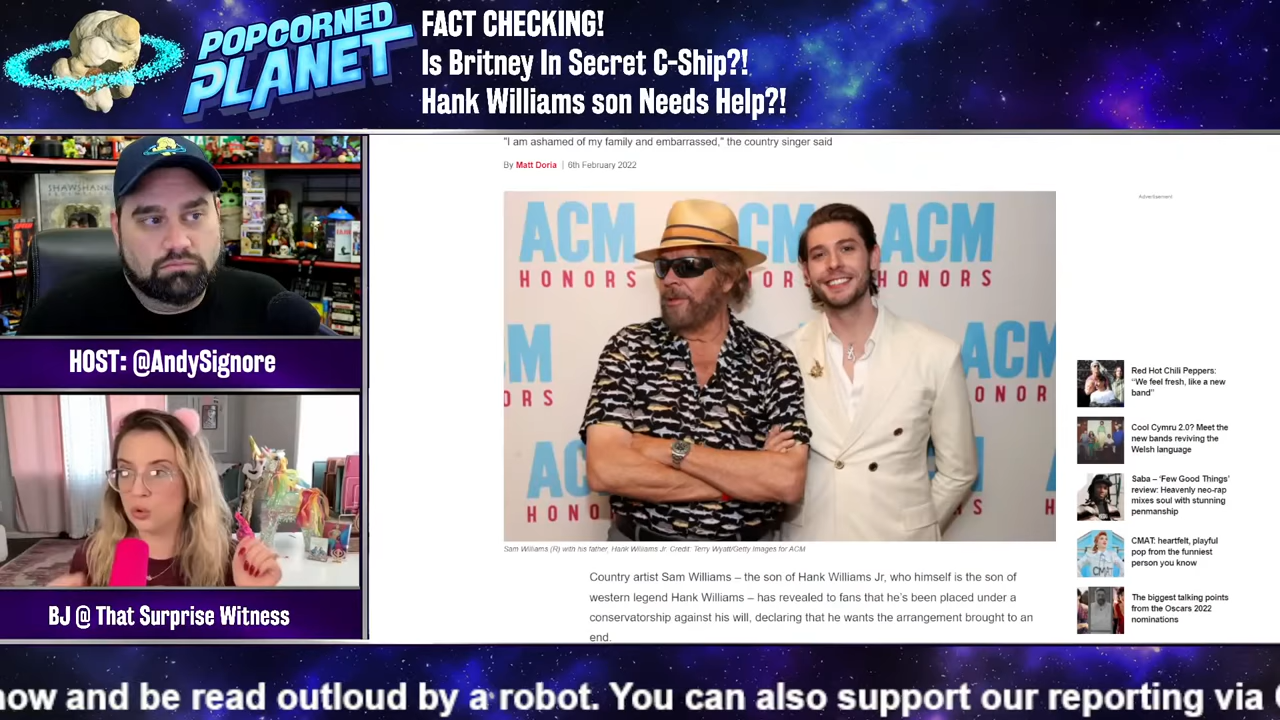 POPCORNED
PLANET
FACT CHECKING!
Is Britney In Secret C-Ship?!
Hank Williams son Needs Help?!
SHAWSHANK
HOST: @AndySignore
BJ @ That Surprise Witness
"I am ashamed of my family and embarrassed," the country singer said
By Matt Doria | 6th February 2022
ACM
HONORS
ACM
HONORS
ACM
HONORS
Sam Williams (R) with his father, Hank Williams Jr. Credit: Terry Wyatt/Getty Images for ACM
Country artist Sam Williams – the son of Hank Williams Jr, who himself is the son of
western legend Hank Williams – has revealed to fans that he's been placed under a
conservatorship against his will, declaring that he wants the arrangement brought to an
end.
Advertisement
Red Hot Chili Peppers:
"We feel fresh, like a new
band"
Cool Cymru 2.0? Meet the
new bands reviving the
Welsh language
Saba – 'Few Good Things'
review: Heavenly neo-rap
mixes soul with stunning
penmanship
CMAT: heartfelt, playful
pop from the funniest
person you know
The biggest talking points
from the Oscars 2022
nominations
now and be read outloud by a robot. You can also support our reporting via